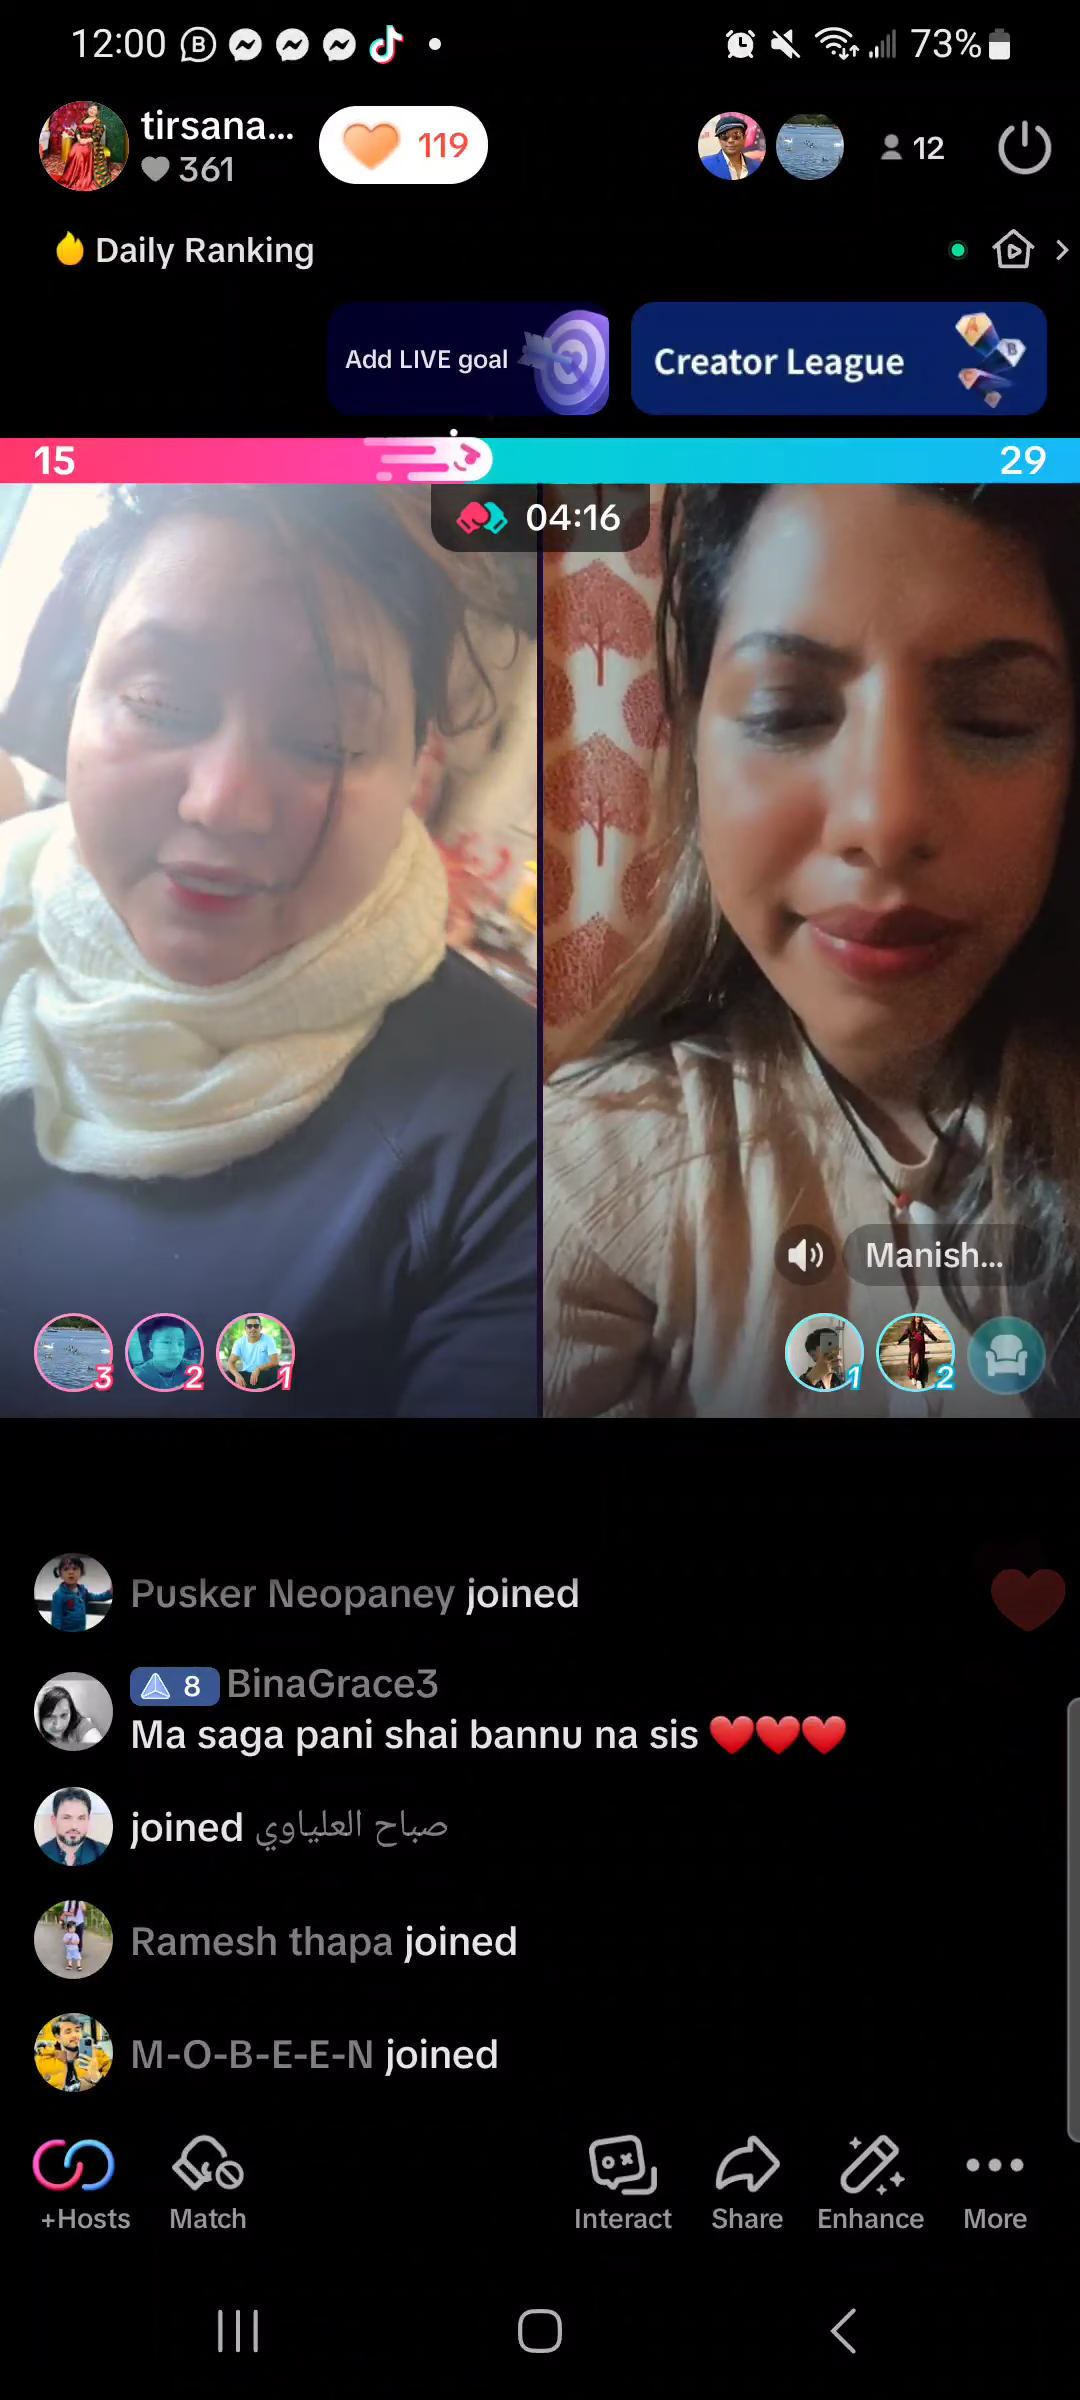 12:00
73%
tirsana...
361
119
12
Daily Ranking
Add LIVE goal
Creator League
15
29
04:16
Manish...
3
2
1
1
2
Pusker Neopaney joined
8 BinaGrace3
Ma saga pani shai bannu na sis ❤️❤️❤️
joined صباح العلياوي
Ramesh thapa joined
M-O-B-E-E-N joined
+Hosts
Match
Interact
Share
Enhance
More